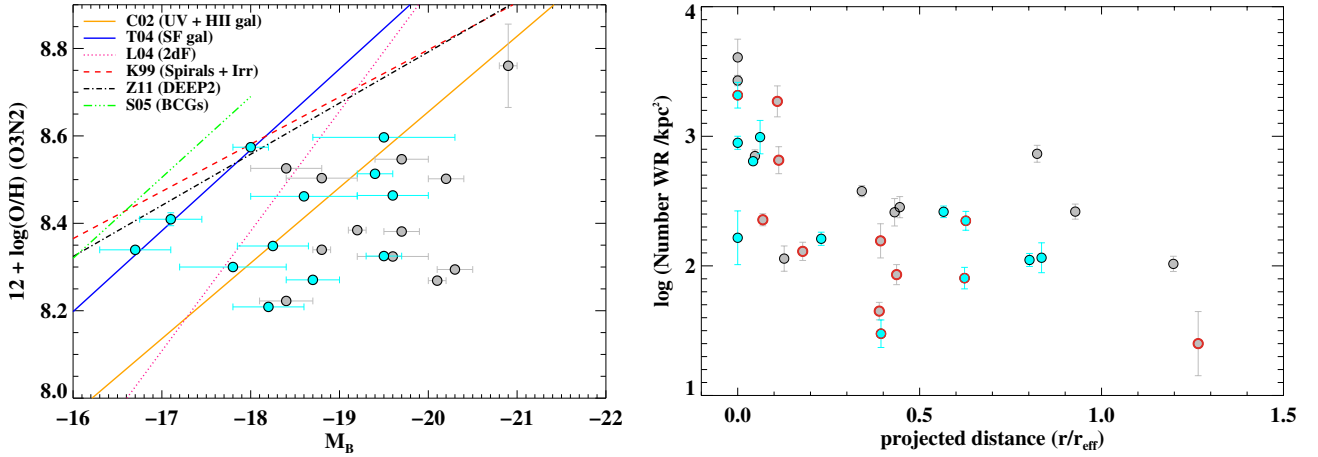 C02 (UV + HII gal)
T04 (SF gal)
L04 (2dF)
K99 (Spirals + Irr)
Z11 (DEEP2)
S05 (BCGs)
12 + log(O/H) (O3N2)
8.8
8.6
8.4
8.2
8.0
-16
-17
-18
-19
-20
-21
-22
M_B
log (Number WR /kpc²)
4
3
2
1
0.0
0.5
1.0
1.5
projected distance (r/r_eff)